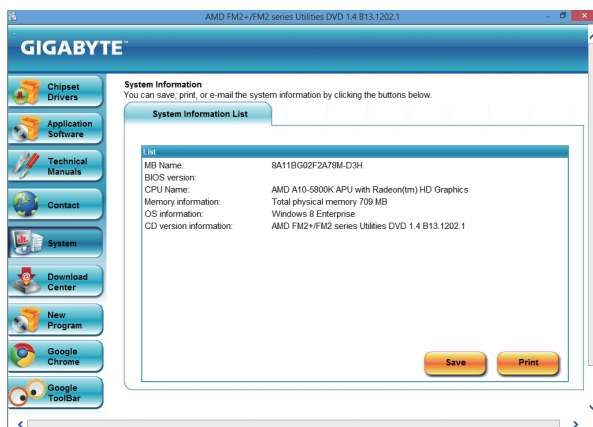 AMD FM2+/FM2 series Utilities DVD 1.4 B13.1202.1
GIGABYTE™
Chipset
Drivers
Application
Software
Technical
Manuals
Contact
System
Download
Center
New
Program
Google
Chrome
Google
ToolBar
System Information
You can save, print, or e-mail the system information by clicking the buttons below.
System Information List
List
MB Name: 8A11BG02F2A78M-D3H
BIOS version:
CPU Name: AMD A10-5800K APU with Radeon(tm) HD Graphics
Memory information: Total physical memory 709 MB
OS information: Windows 8 Enterprise
CD version information: AMD FM2+/FM2 series Utilities DVD 1.4 B13.1202.1
Save Print